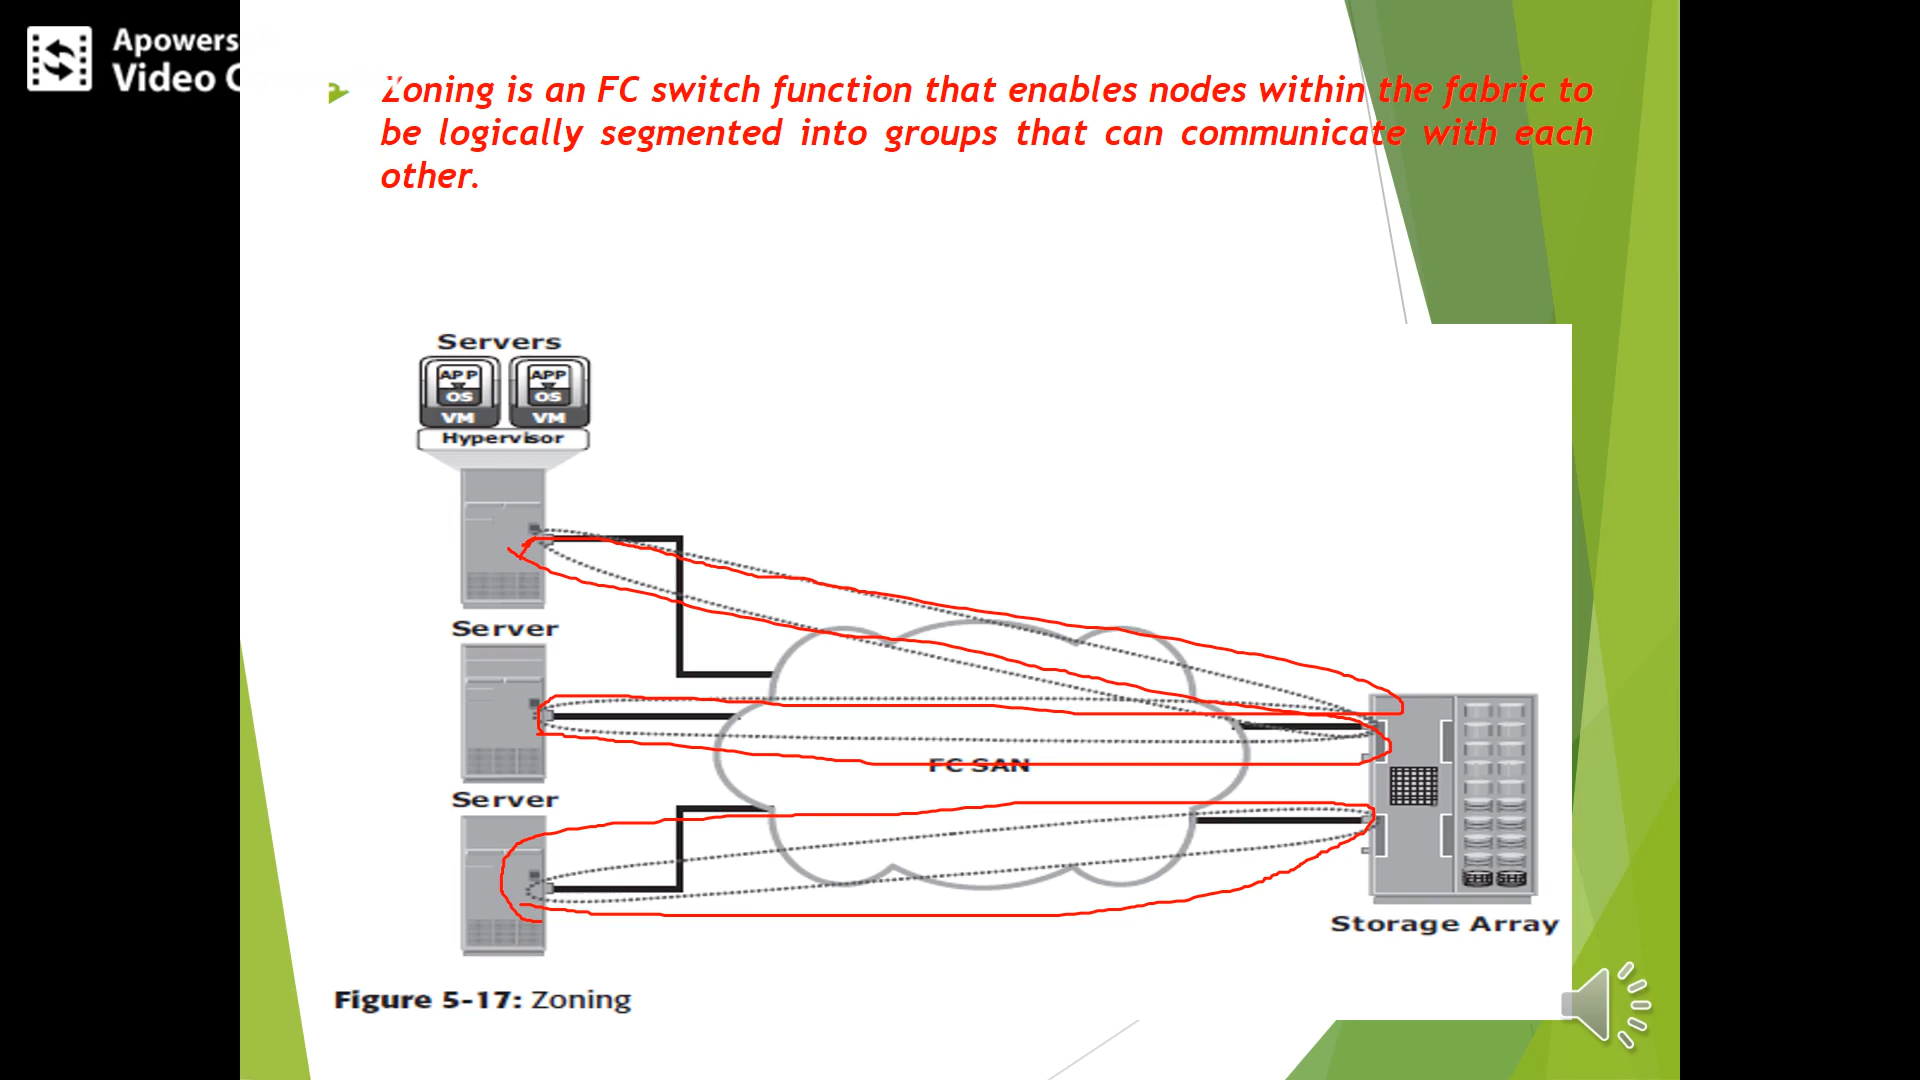 Apowers
Video C
Zoning is an FC switch function that enables nodes within the fabric to
be logically segmented into groups that can communicate with each
other.
Servers
APP APP
OS OS
VM VM
Hypervisor
Server
Server
FC SAN
Storage Array
Figure 5-17: Zoning